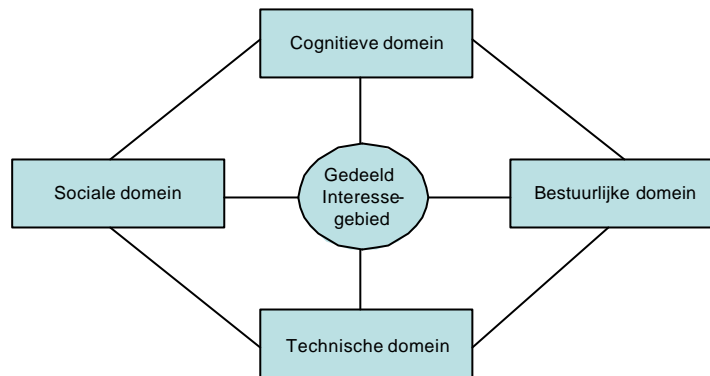 Cognitieve domein
Sociale domein
Gedeeld
Interesse-
gebied
Bestuurlijke domein
Technische domein